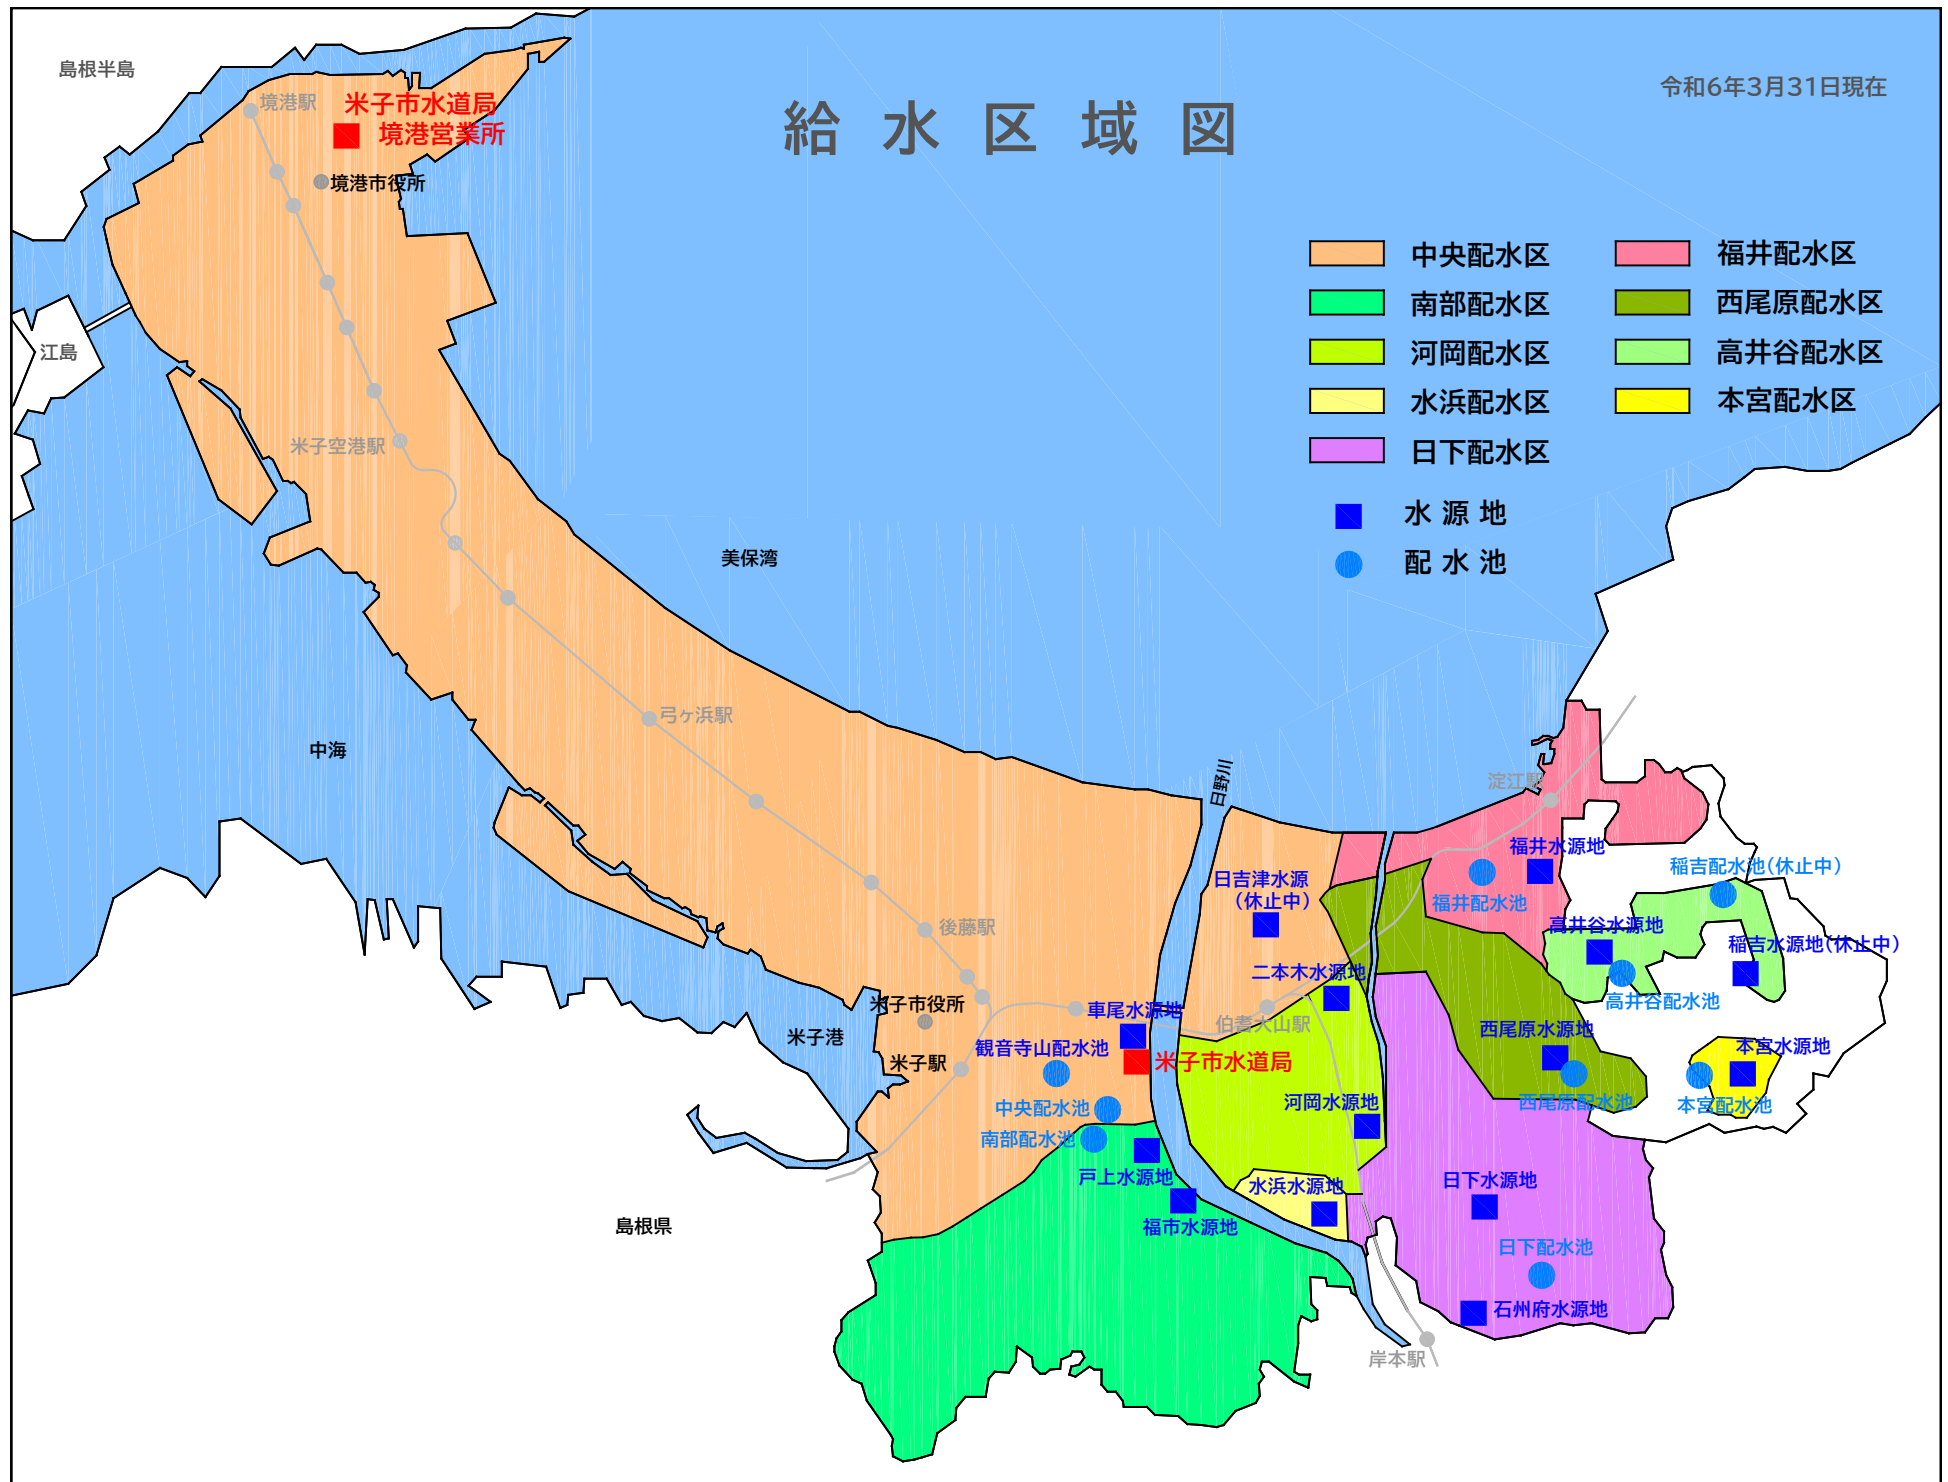 島根半島
令和6年3月31日現在
給水区域図
境港駅
米子市水道局
境港営業所
境港市役所
中央配水区
福井配水区
南部配水区
西尾原配水区
河岡配水区
高井谷配水区
水浜配水区
本宮配水区
日下配水区
水源地
配水池
江島
米子空港駅
美保湾
弓ヶ浜駅
中海
日野川
淀江駅
福井水源地
稲吉配水池(休止中)
日吉津水源
(休止中)
福井配水池
後藤駅
高井谷水源地
稲吉水源地(休止中)
二本木水源地
米子市役所
車尾水源地
高井谷配水池
伯耆大山駅
米子港
西尾原水源地
観音寺山配水池
本宮水源地
米子駅
米子市水道局
中央配水池
河岡水源地
西尾原配水池
本宮配水池
南部配水池
戸上水源地
水浜水源地
日下水源地
島根県
福市水源地
日下配水池
石州府水源地
岸本駅